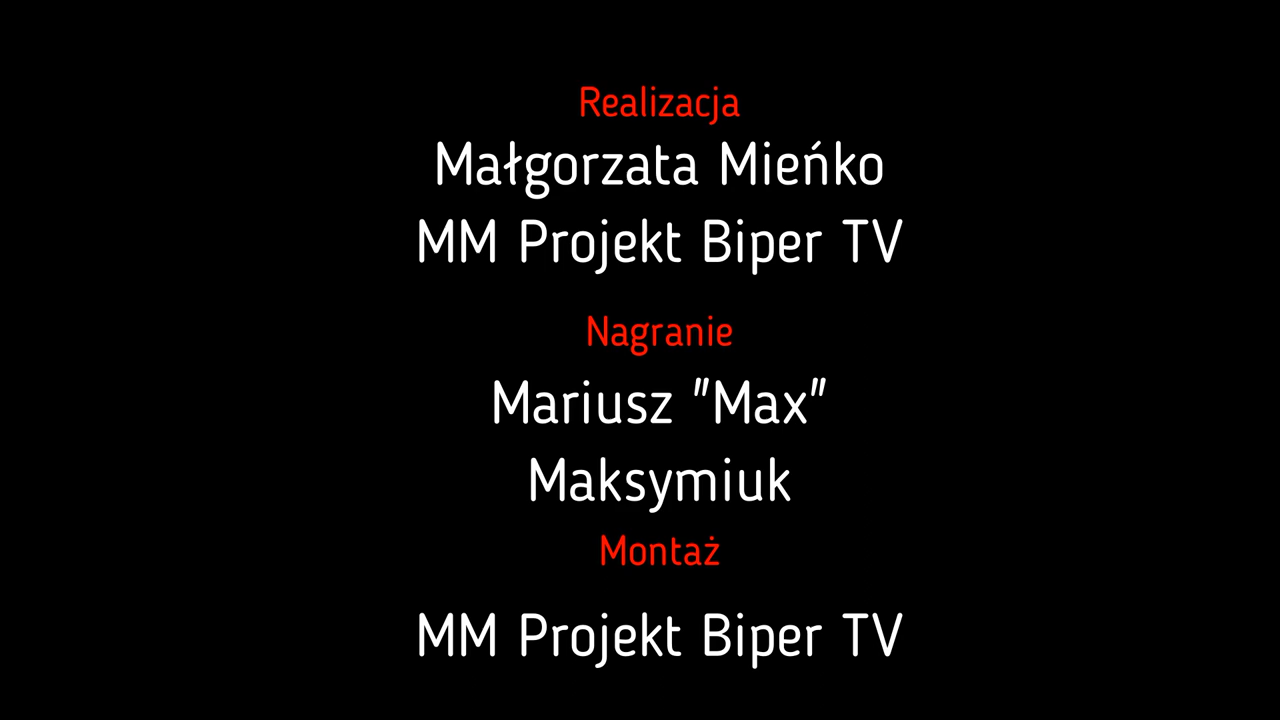 Realizacja
Małgorzata Mieńko
MM Projekt Biper TV
Nagranie
Mariusz "Max"
Maksymiuk
Montaż
MM Projekt Biper TV